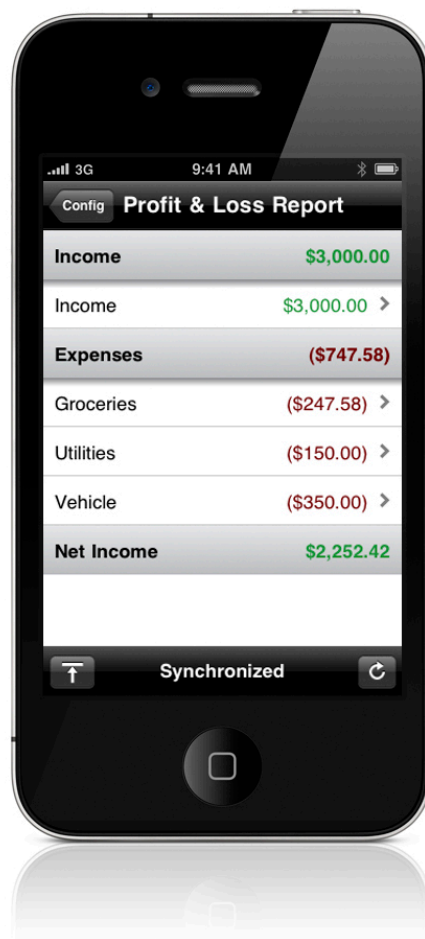 3G 9:41 AM
Config Profit & Loss Report
Income $3,000.00
Income $3,000.00
Expenses ($747.58)
Groceries ($247.58)
Utilities ($150.00)
Vehicle ($350.00)
Net Income $2,252.42
Synchronized